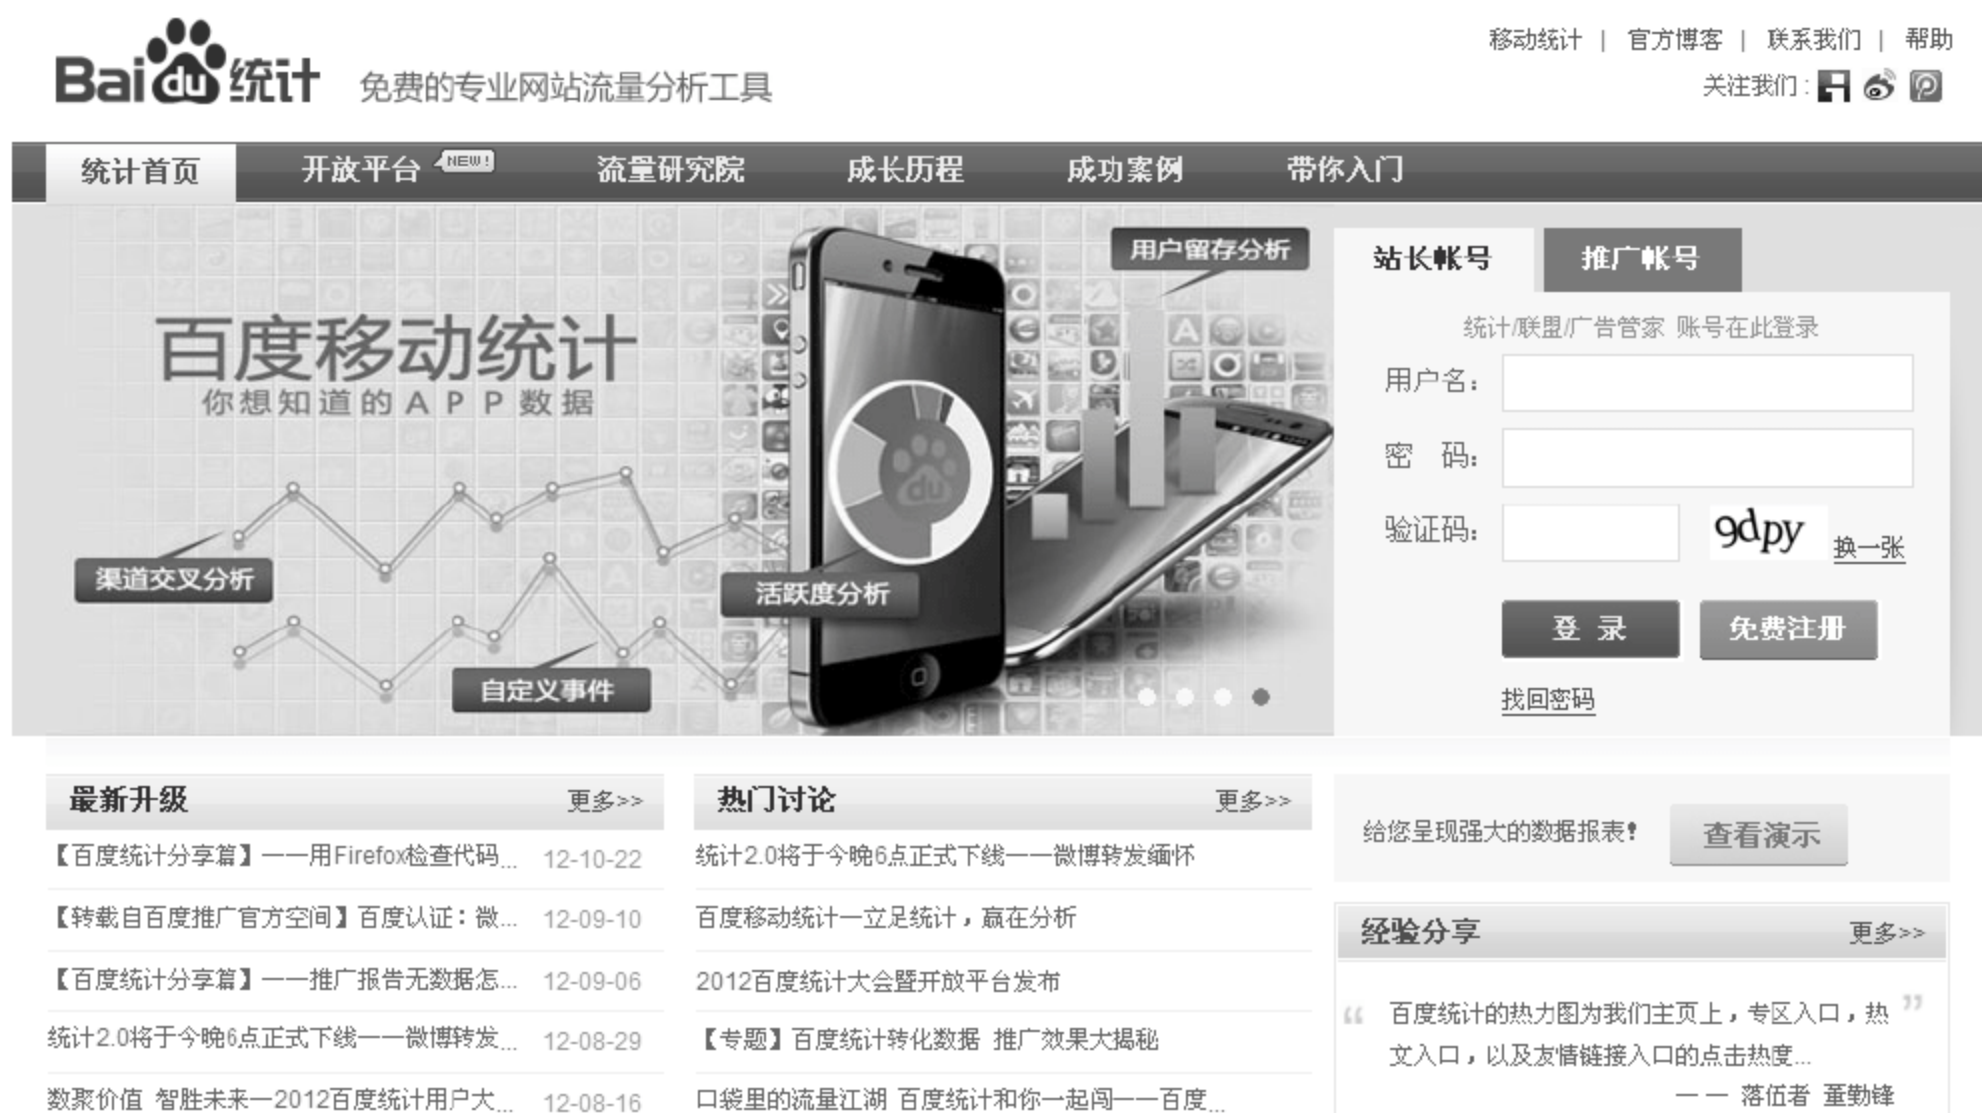 移动统计 | 官方博客 | 联系我们 | 帮助
Baidu统计 免费的专业网站流量分析工具
关注我们:
统计首页 开放平台 NEW! 流量研究院 成长历程 成功案例 带你入门
用户留存分析
百度移动统计
你想知道的APP数据
渠道交叉分析
活跃度分析
自定义事件
du
站长帐号 推广帐号
统计/联盟/广告管家 账号在此登录
用户名：
密 码：
验证码： 9dpy 换一张
登 录 免费注册
找回密码
最新升级 更多>>
【百度统计分享篇】——用Firefox检查代码... 12-10-22
【转载自百度推广官方空间】百度认证：微... 12-09-10
【百度统计分享篇】——推广报告无数据怎... 12-09-06
统计2.0将于今晚6点正式下线——微博转发... 12-08-29
数聚价值 智胜未来—2012百度统计用户大... 12-08-16
热门讨论 更多>>
统计2.0将于今晚6点正式下线——微博转发缅怀
百度移动统计—立足统计，赢在分析
2012百度统计大会暨开放平台发布
【专题】百度统计转化数据 推广效果大揭秘
口袋里的流量江湖 百度统计和你一起闯——百度...
给您呈现强大的数据报表！ 查看演示
经验分享 更多>>
“ 百度统计的热力图为我们主页上，专区入口，热 ”
文入口，以及友情链接入口的点击热度...
—— 落伍者 董勤锋